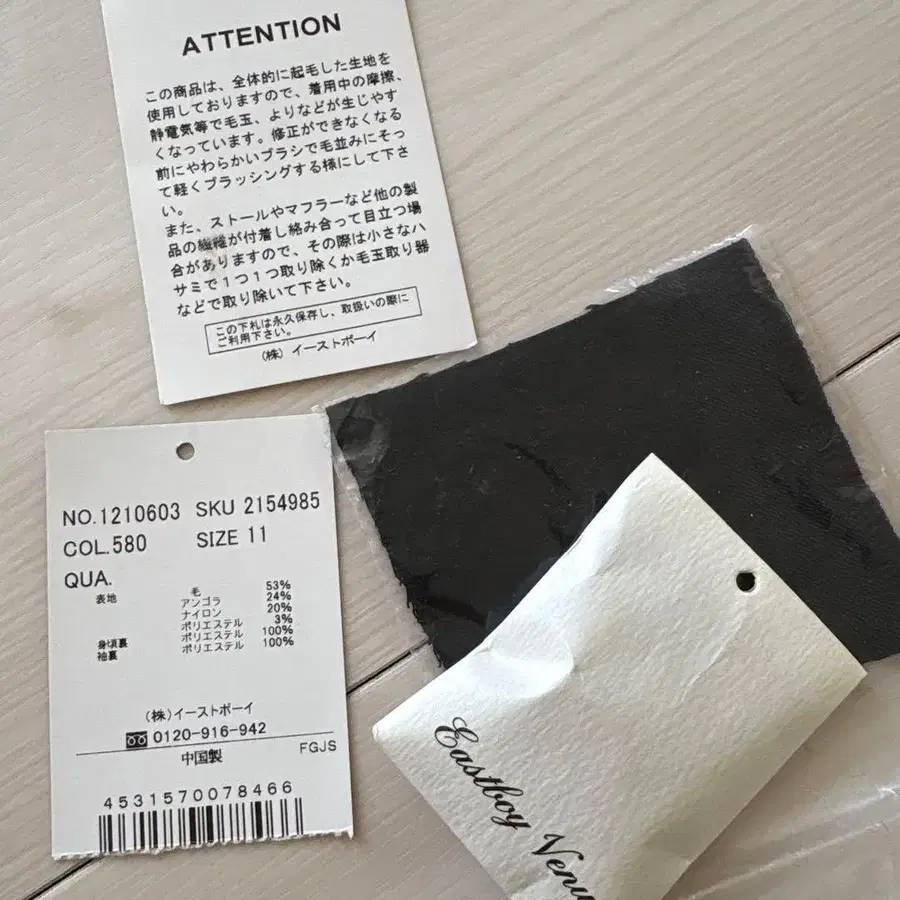 ATTENTION
この商品は、全体的に起毛した生地を
使用しておりますので、着用中の摩擦、
静電気等で毛玉、よりなどが生じやす
くなっています。修正ができなくなる
前にやわらかいブラシで毛並みにそっ
て軽くブラッシングする様にして下さ
い。
また、ストールやマフラーなど他の製
品の繊維が付着し絡み合って目立つ場
合がありますので、その際は小さなハ
サミで1つ1つ取り除くか毛玉取り器
などで取り除いて下さい。
この下札は永久保存し、取扱いの際に
ご利用下さい。
(株)イーストボーイ
NO.1210603 SKU 2154985
COL.580 SIZE 11
QUA.
表地 毛 53%
アンゴラ 24%
ナイロン 20%
ポリエステル 3%
身頃裏 ポリエステル 100%
袖裏 ポリエステル 100%
(株)イーストボーイ
0120-916-942
中国製 FGJS
4531570078466
Eastboy Venu